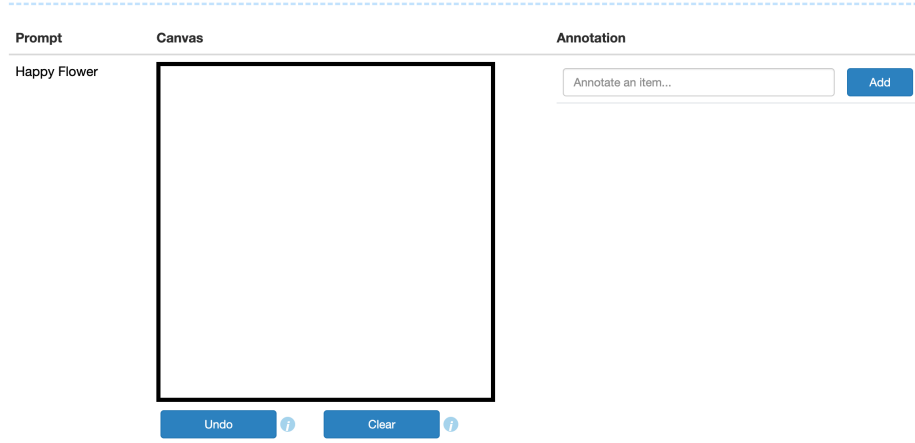 Prompt Canvas Annotation
Happy Flower
Annotate an item... Add
Undo i Clear i